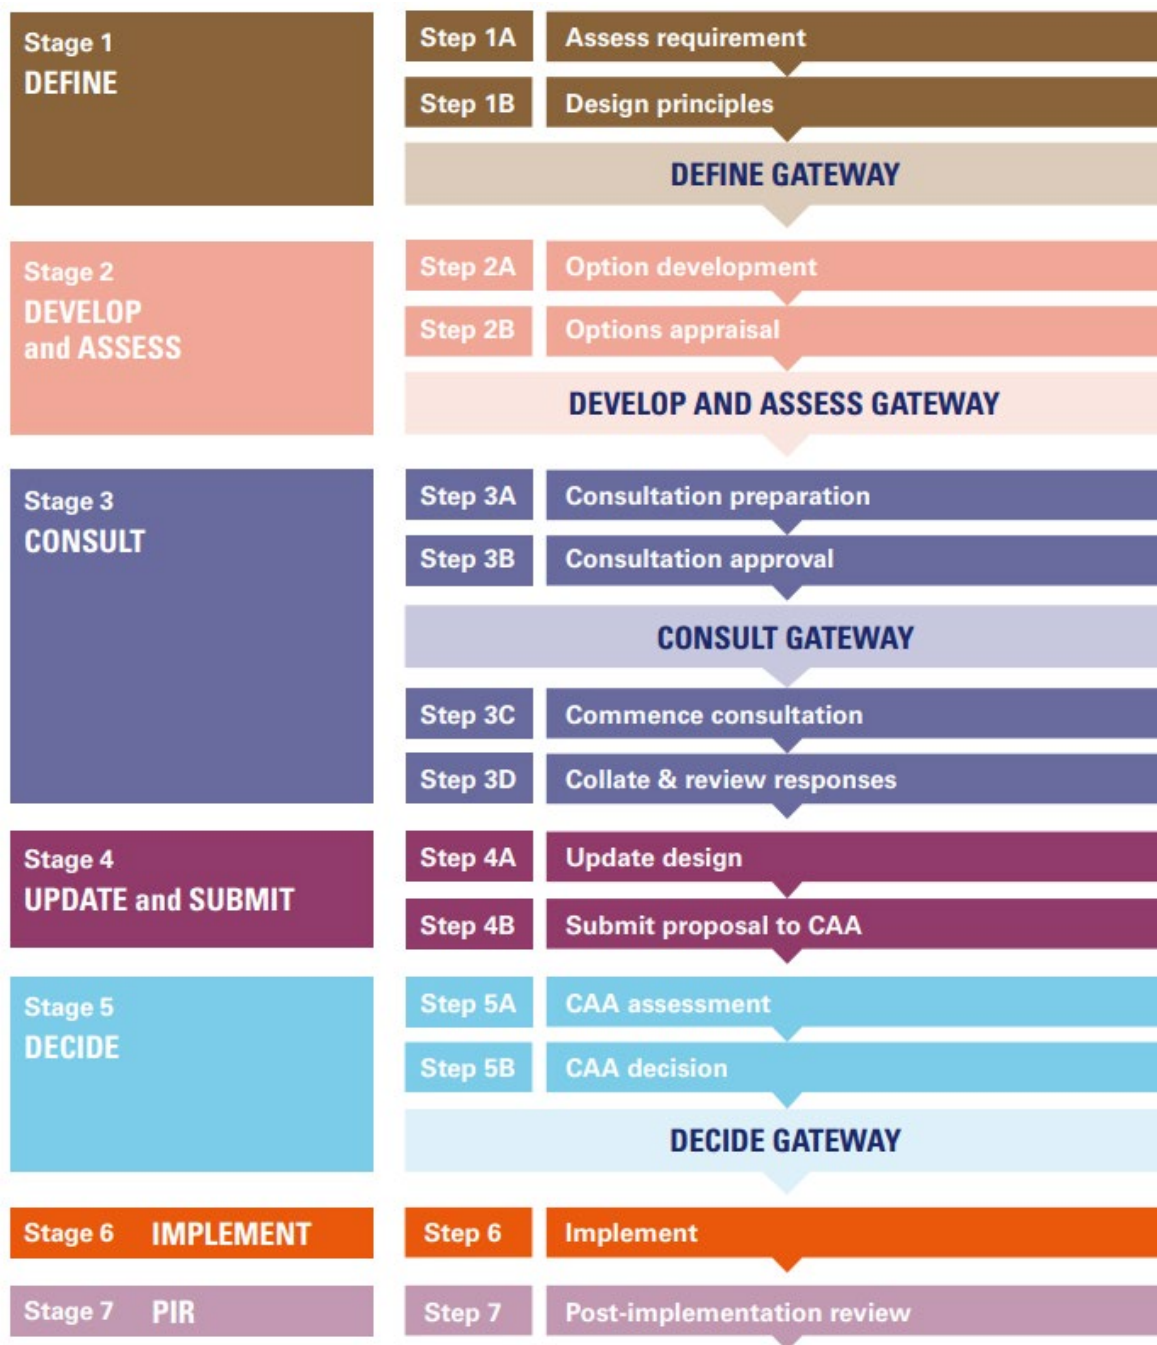 Stage 1
DEFINE
Step 1A Assess requirement
Step 1B Design principles
DEFINE GATEWAY
Stage 2
DEVELOP
and ASSESS
Step 2A Option development
Step 2B Options appraisal
DEVELOP AND ASSESS GATEWAY
Stage 3
CONSULT
Step 3A Consultation preparation
Step 3B Consultation approval
CONSULT GATEWAY
Step 3C Commence consultation
Step 3D Collate & review responses
Stage 4
UPDATE and SUBMIT
Step 4A Update design
Step 4B Submit proposal to CAA
Stage 5
DECIDE
Step 5A CAA assessment
Step 5B CAA decision
DECIDE GATEWAY
Stage 6 IMPLEMENT
Step 6 Implement
Stage 7 PIR
Step 7 Post-implementation review